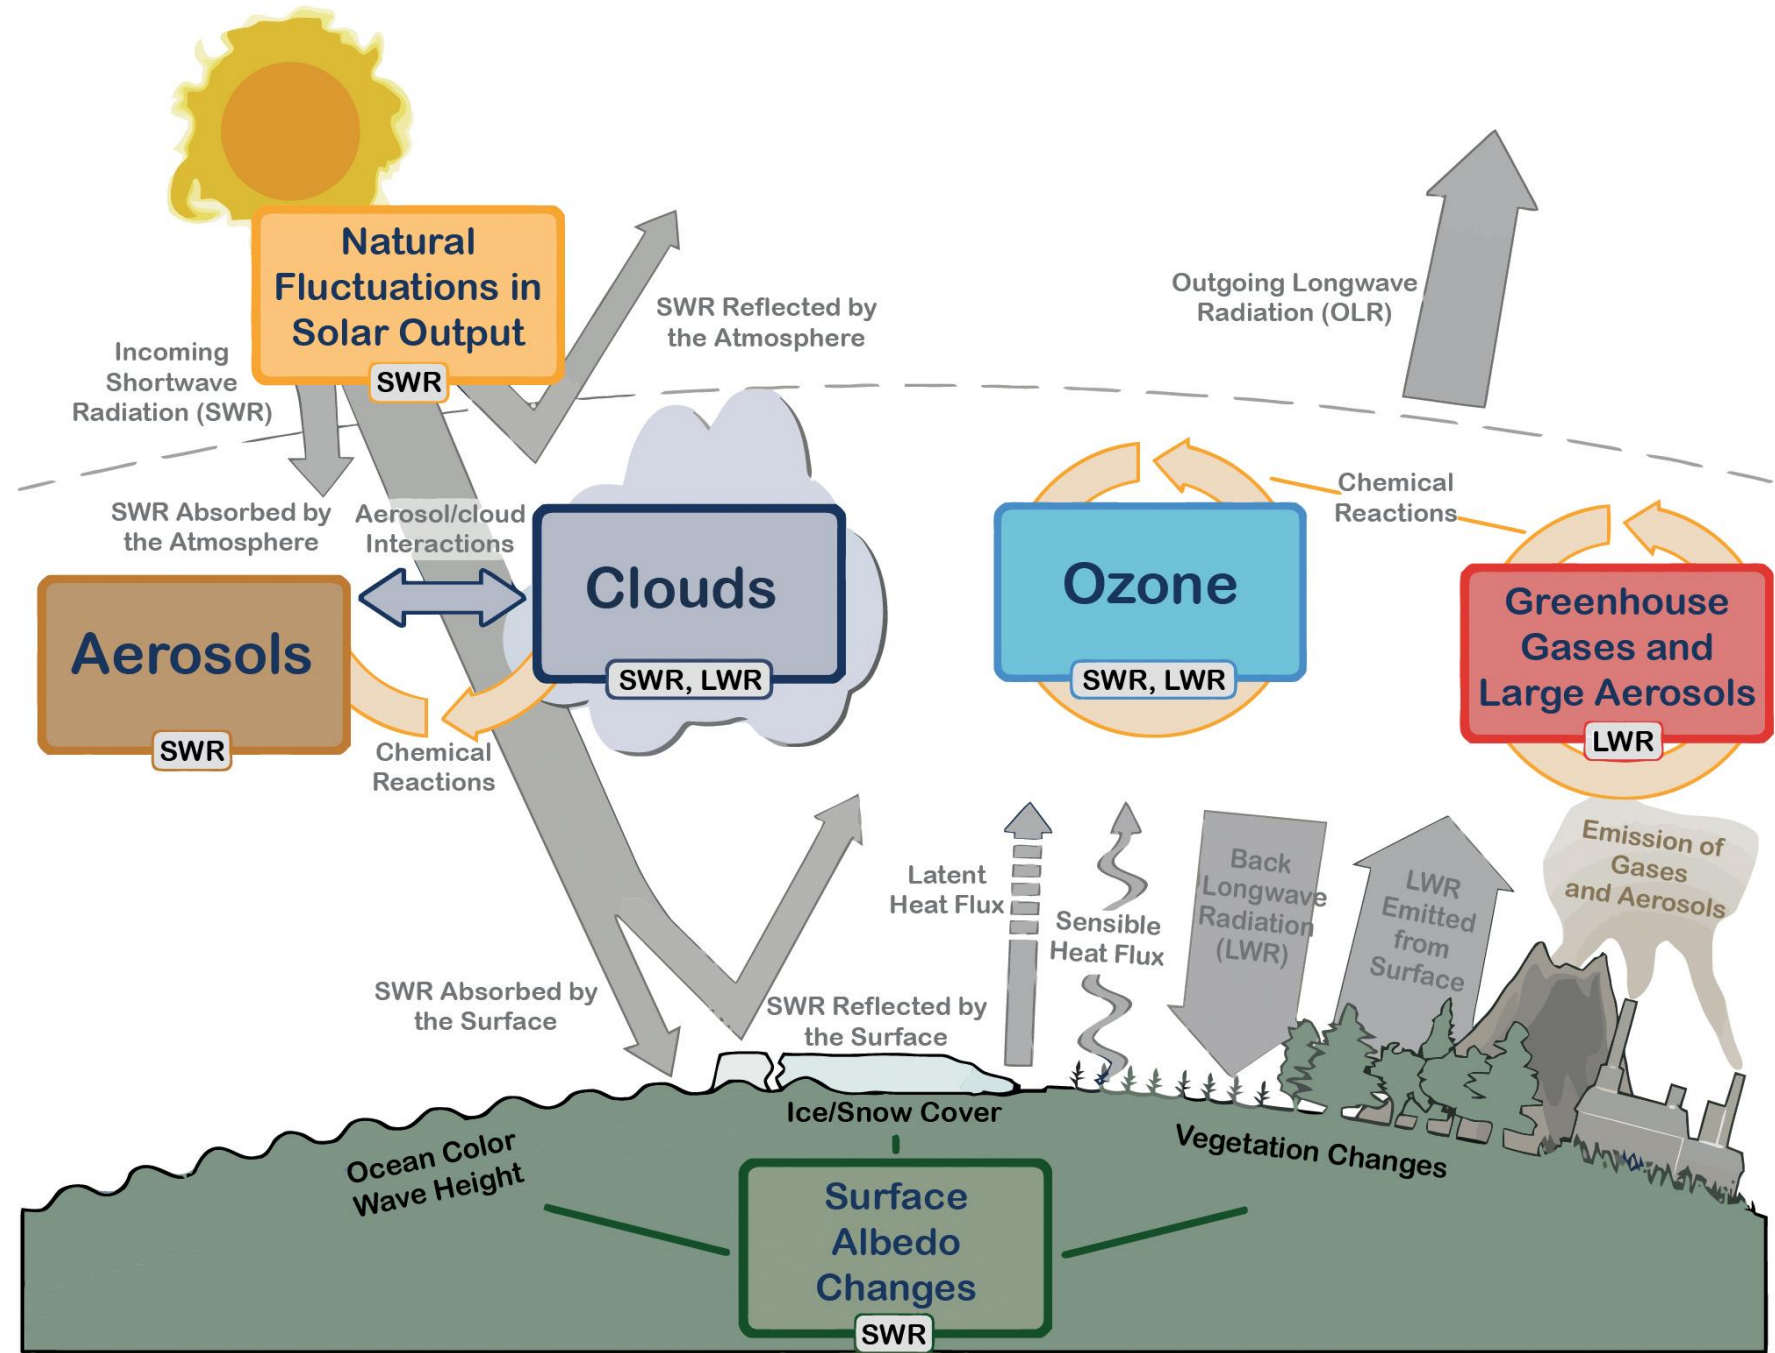 Natural
Fluctuations in
Solar Output
SWR
Incoming
Shortwave
Radiation (SWR)
SWR Reflected by
the Atmosphere
Outgoing Longwave
Radiation (OLR)
SWR Absorbed by
the Atmosphere
Aerosol/cloud
Interactions
Chemical
Reactions
Aerosols
SWR
Clouds
SWR, LWR
Ozone
SWR, LWR
Greenhouse
Gases and
Large Aerosols
LWR
Chemical
Reactions
Emission of
Gases
and Aerosols
Latent
Heat Flux
Sensible
Heat Flux
Back
Longwave
Radiation
(LWR)
LWR
Emitted
from
Surface
SWR Absorbed by
the Surface
SWR Reflected by
the Surface
Ice/Snow Cover
Ocean Color
Wave Height
Vegetation Changes
Surface
Albedo
Changes
SWR